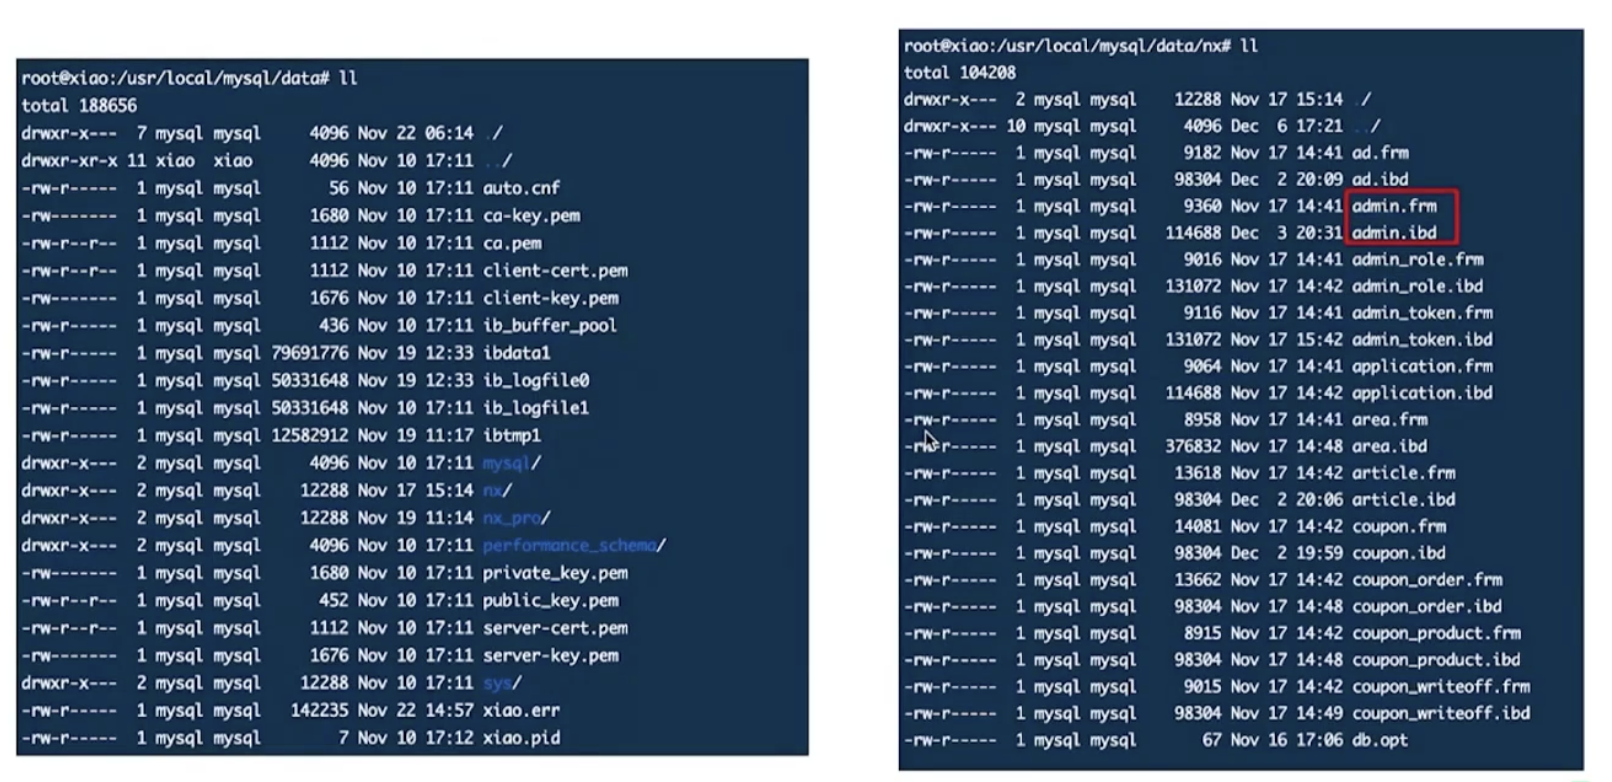 root@xiao:/usr/local/mysql/data# ll
total 188656
drwxr-x--- 7 mysql mysql 4096 Nov 22 06:14 ./
drwxr-xr-x 11 xiao xiao 4096 Nov 10 17:11 ../
-rw-r----- 1 mysql mysql 56 Nov 10 17:11 auto.cnf
-rw------- 1 mysql mysql 1680 Nov 10 17:11 ca-key.pem
-rw-r--r-- 1 mysql mysql 1112 Nov 10 17:11 ca.pem
-rw-r--r-- 1 mysql mysql 1112 Nov 10 17:11 client-cert.pem
-rw------- 1 mysql mysql 1676 Nov 10 17:11 client-key.pem
-rw-r----- 1 mysql mysql 436 Nov 10 17:11 ib_buffer_pool
-rw-r----- 1 mysql mysql 79691776 Nov 19 12:33 ibdata1
-rw-r----- 1 mysql mysql 50331648 Nov 19 12:33 ib_logfile0
-rw-r----- 1 mysql mysql 50331648 Nov 10 17:11 ib_logfile1
-rw-r----- 1 mysql mysql 12582912 Nov 19 11:17 ibtmp1
drwxr-x--- 2 mysql mysql 4096 Nov 10 17:11 mysql/
drwxr-x--- 2 mysql mysql 12288 Nov 17 15:14 nx/
drwxr-x--- 2 mysql mysql 12288 Nov 19 11:14 nx_pro/
drwxr-x--- 2 mysql mysql 4096 Nov 10 17:11 performance_schema/
-rw------- 1 mysql mysql 1680 Nov 10 17:11 private_key.pem
-rw-r--r-- 1 mysql mysql 452 Nov 10 17:11 public_key.pem
-rw-r--r-- 1 mysql mysql 1112 Nov 10 17:11 server-cert.pem
-rw------- 1 mysql mysql 1676 Nov 10 17:11 server-key.pem
drwxr-x--- 2 mysql mysql 12288 Nov 10 17:11 sys/
-rw-r----- 1 mysql mysql 142235 Nov 22 14:57 xiao.err
-rw-r----- 1 mysql mysql 7 Nov 10 17:12 xiao.pid
root@xiao:/usr/local/mysql/data/nx# ll
total 104208
drwxr-x--- 2 mysql mysql 12288 Nov 17 15:14 ./
drwxr-x--- 10 mysql mysql 4096 Dec 6 17:21 ../
-rw-r----- 1 mysql mysql 9182 Nov 17 14:41 ad.frm
-rw-r----- 1 mysql mysql 98304 Dec 2 20:09 ad.ibd
-rw-r----- 1 mysql mysql 9360 Nov 17 14:41 admin.frm
-rw-r----- 1 mysql mysql 114688 Dec 3 20:31 admin.ibd
-rw-r----- 1 mysql mysql 9016 Nov 17 14:41 admin_role.frm
-rw-r----- 1 mysql mysql 131072 Nov 17 14:42 admin_role.ibd
-rw-r----- 1 mysql mysql 9116 Nov 17 14:41 admin_token.frm
-rw-r----- 1 mysql mysql 131072 Nov 17 15:42 admin_token.ibd
-rw-r----- 1 mysql mysql 9064 Nov 17 14:41 application.frm
-rw-r----- 1 mysql mysql 114688 Nov 17 14:42 application.ibd
-rw-r----- 1 mysql mysql 8958 Nov 17 14:41 area.frm
-rw-r----- 1 mysql mysql 376832 Nov 17 14:48 area.ibd
-rw-r----- 1 mysql mysql 13618 Nov 17 14:42 article.frm
-rw-r----- 1 mysql mysql 98304 Dec 2 20:06 article.ibd
-rw-r----- 1 mysql mysql 14081 Nov 17 14:42 coupon.frm
-rw-r----- 1 mysql mysql 98304 Dec 2 19:59 coupon.ibd
-rw-r----- 1 mysql mysql 13662 Nov 17 14:42 coupon_order.frm
-rw-r----- 1 mysql mysql 98304 Nov 17 14:48 coupon_order.ibd
-rw-r----- 1 mysql mysql 8915 Nov 17 14:42 coupon_product.frm
-rw-r----- 1 mysql mysql 98304 Nov 17 14:48 coupon_product.ibd
-rw-r----- 1 mysql mysql 9015 Nov 17 14:42 coupon_writeoff.frm
-rw-r----- 1 mysql mysql 98304 Nov 17 14:49 coupon_writeoff.ibd
-rw-r----- 1 mysql mysql 67 Nov 16 17:06 db.opt